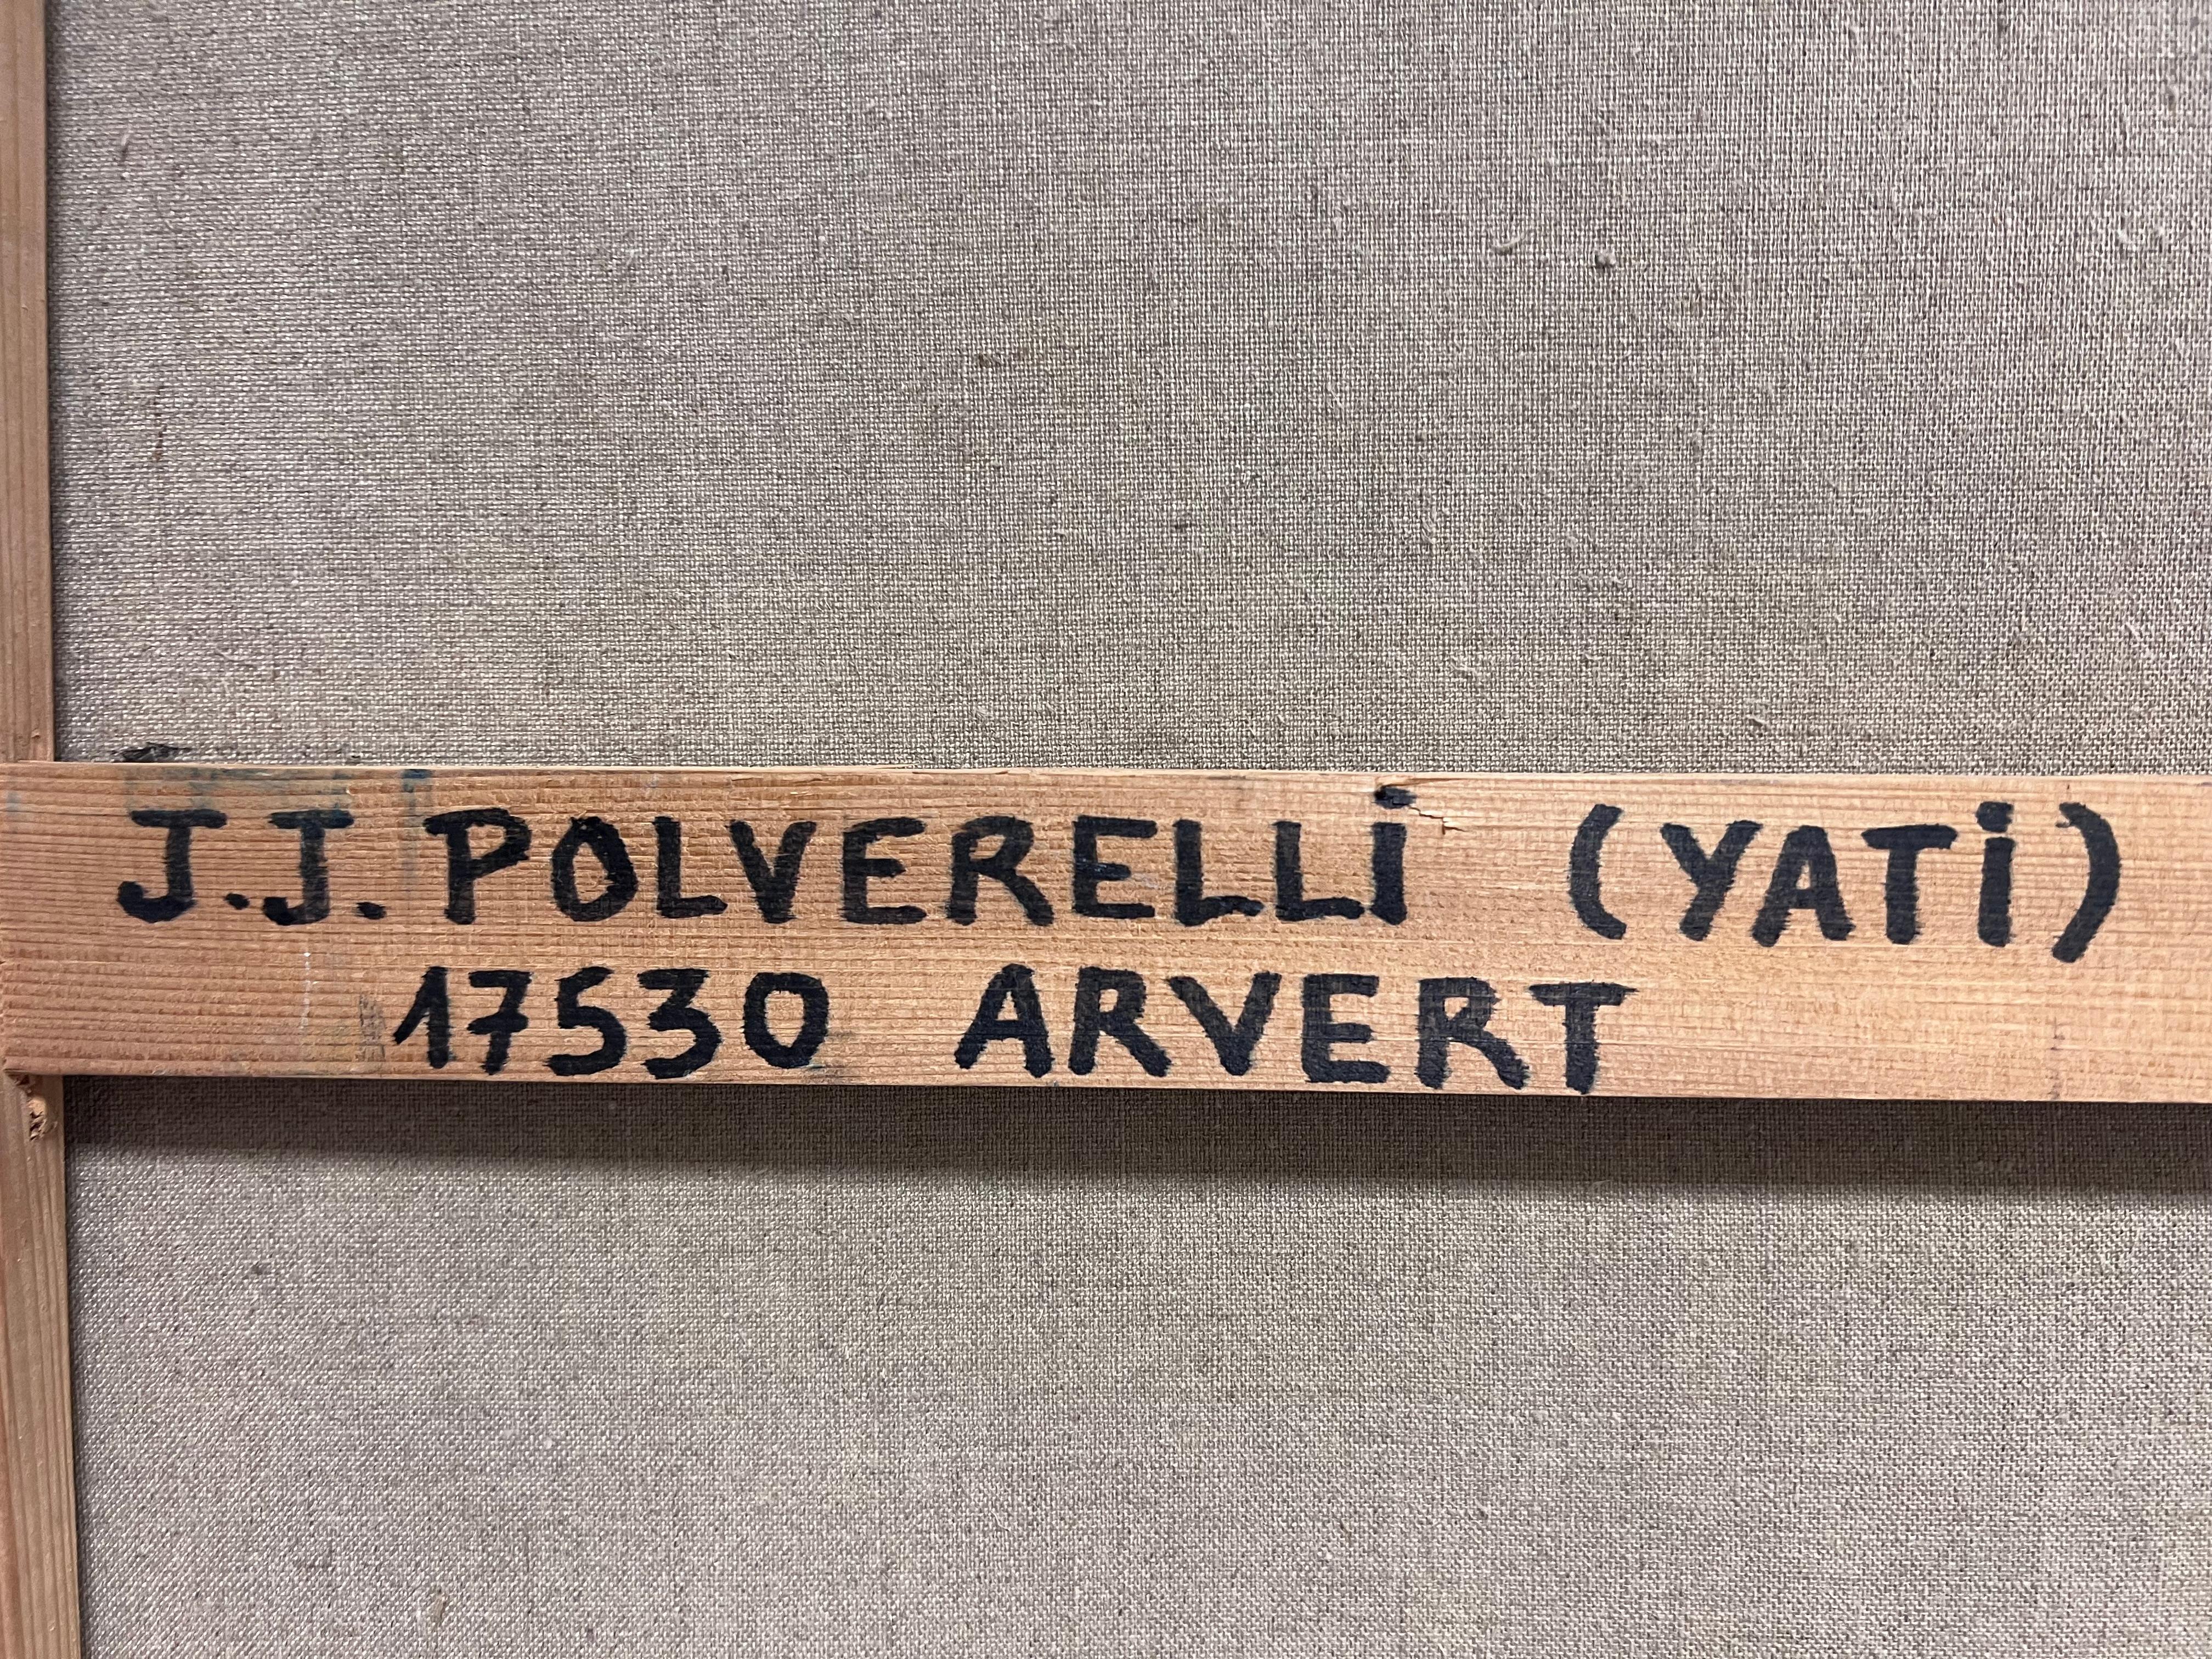 J.J. POLVERELLi (YATi)
17530 ARVERT